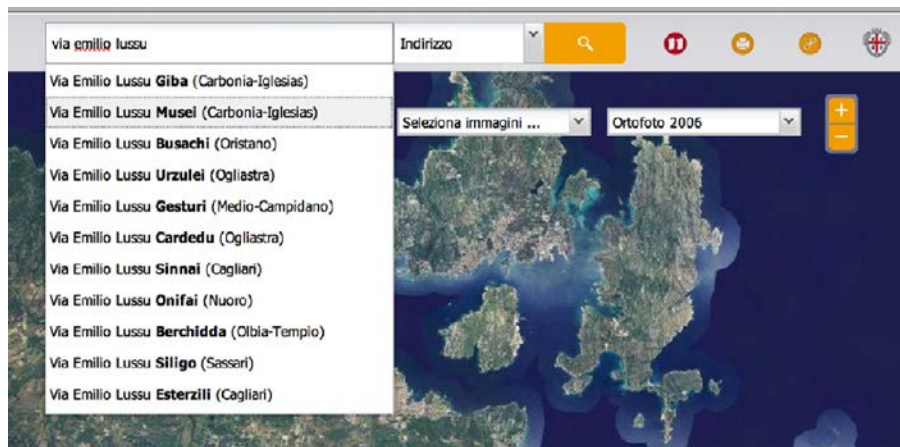 via emilio lussu
Indirizzo
Via Emilio Lussu Giba (Carbonia-Iglesias)
Via Emilio Lussu Musei (Carbonia-Iglesias)
Seleziona immagini ...
Ortofoto 2006
+
−
Via Emilio Lussu Busachi (Oristano)
Via Emilio Lussu Urzulei (Ogliastra)
Via Emilio Lussu Gesturi (Medio-Campidano)
Via Emilio Lussu Cardedu (Ogliastra)
Via Emilio Lussu Sinnai (Cagliari)
Via Emilio Lussu Onifai (Nuoro)
Via Emilio Lussu Berchidda (Olbia-Tempio)
Via Emilio Lussu Siligo (Sassari)
Via Emilio Lussu Esterzili (Cagliari)